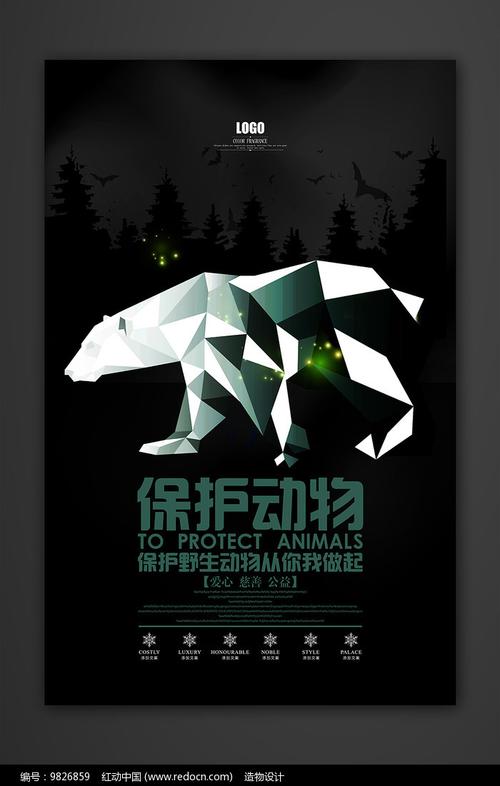 LOGO
COLOR FRAGRANCE
保护动物
TO PROTECT ANIMALS
保护野生动物从你我做起
【爱心 慈善 公益】
COSTLY LUXURY HONOURABLE NOBLE STYLE PALACE
添加文案 添加文案 添加文案 添加文案 添加文案 添加文案
编号：9826859 红动中国 (www.redocn.com) 造物设计